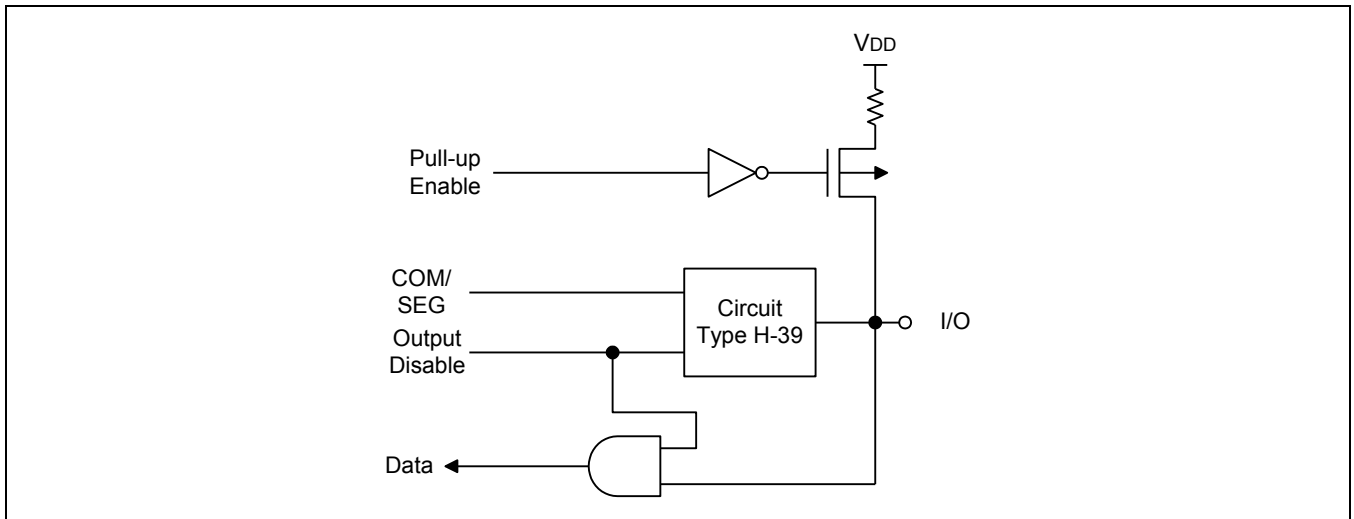 VDD
Pull-up
Enable
COM/
SEG
Output
Disable
Circuit
Type H-39
I/O
Data